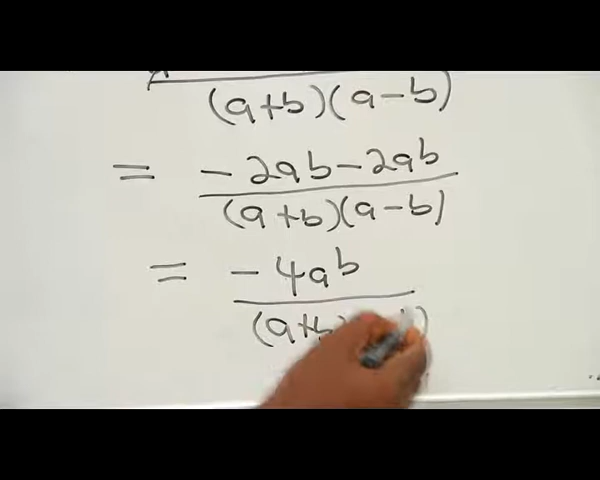 (a+b)(a-b)
= -2ab-2ab
(a+b)(a-b)
= -4ab
(a+b)